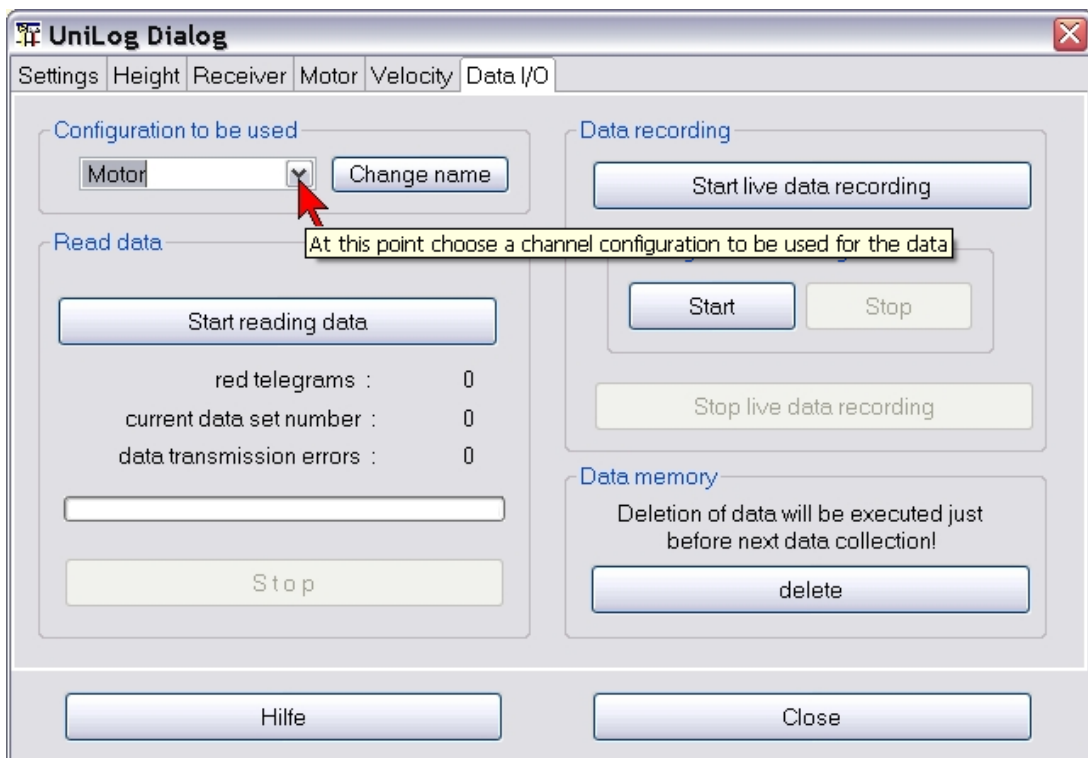 UniLog Dialog
Settings Height Receiver Motor Velocity Data I/O
Configuration to be used
Motor
Change name
At this point choose a channel configuration to be used for the data
Read data
Start reading data
red telegrams : 0
current data set number : 0
data transmission errors : 0
Stop
Data recording
Start live data recording
Start
Stop
Stop live data recording
Data memory
Deletion of data will be executed just
before next data collection!
delete
Hilfe
Close